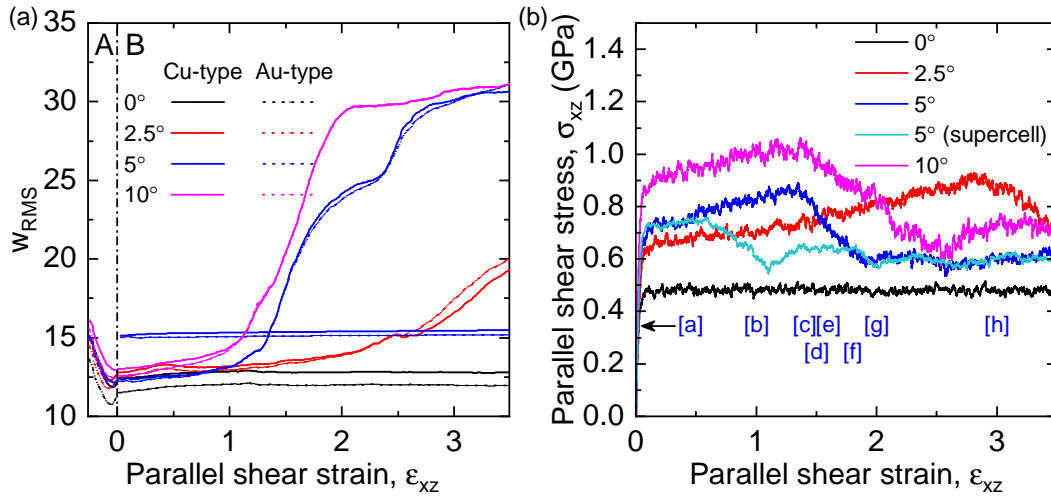 (a)
A B
Cu-type Au-type
0°
2.5°
5°
10°
35
30
25
20
15
10
w_RMS
0 1 2 3
Parallel shear strain, ε_xz
(b)
0°
2.5°
5°
5° (supercell)
10°
1.4
1.2
1.0
0.8
0.6
0.4
0.2
0.0
Parallel shear stress, σ_xz (GPa)
[a] [b] [c] [e] [g] [h]
[d] [f]
0 1 2 3
Parallel shear strain, ε_xz